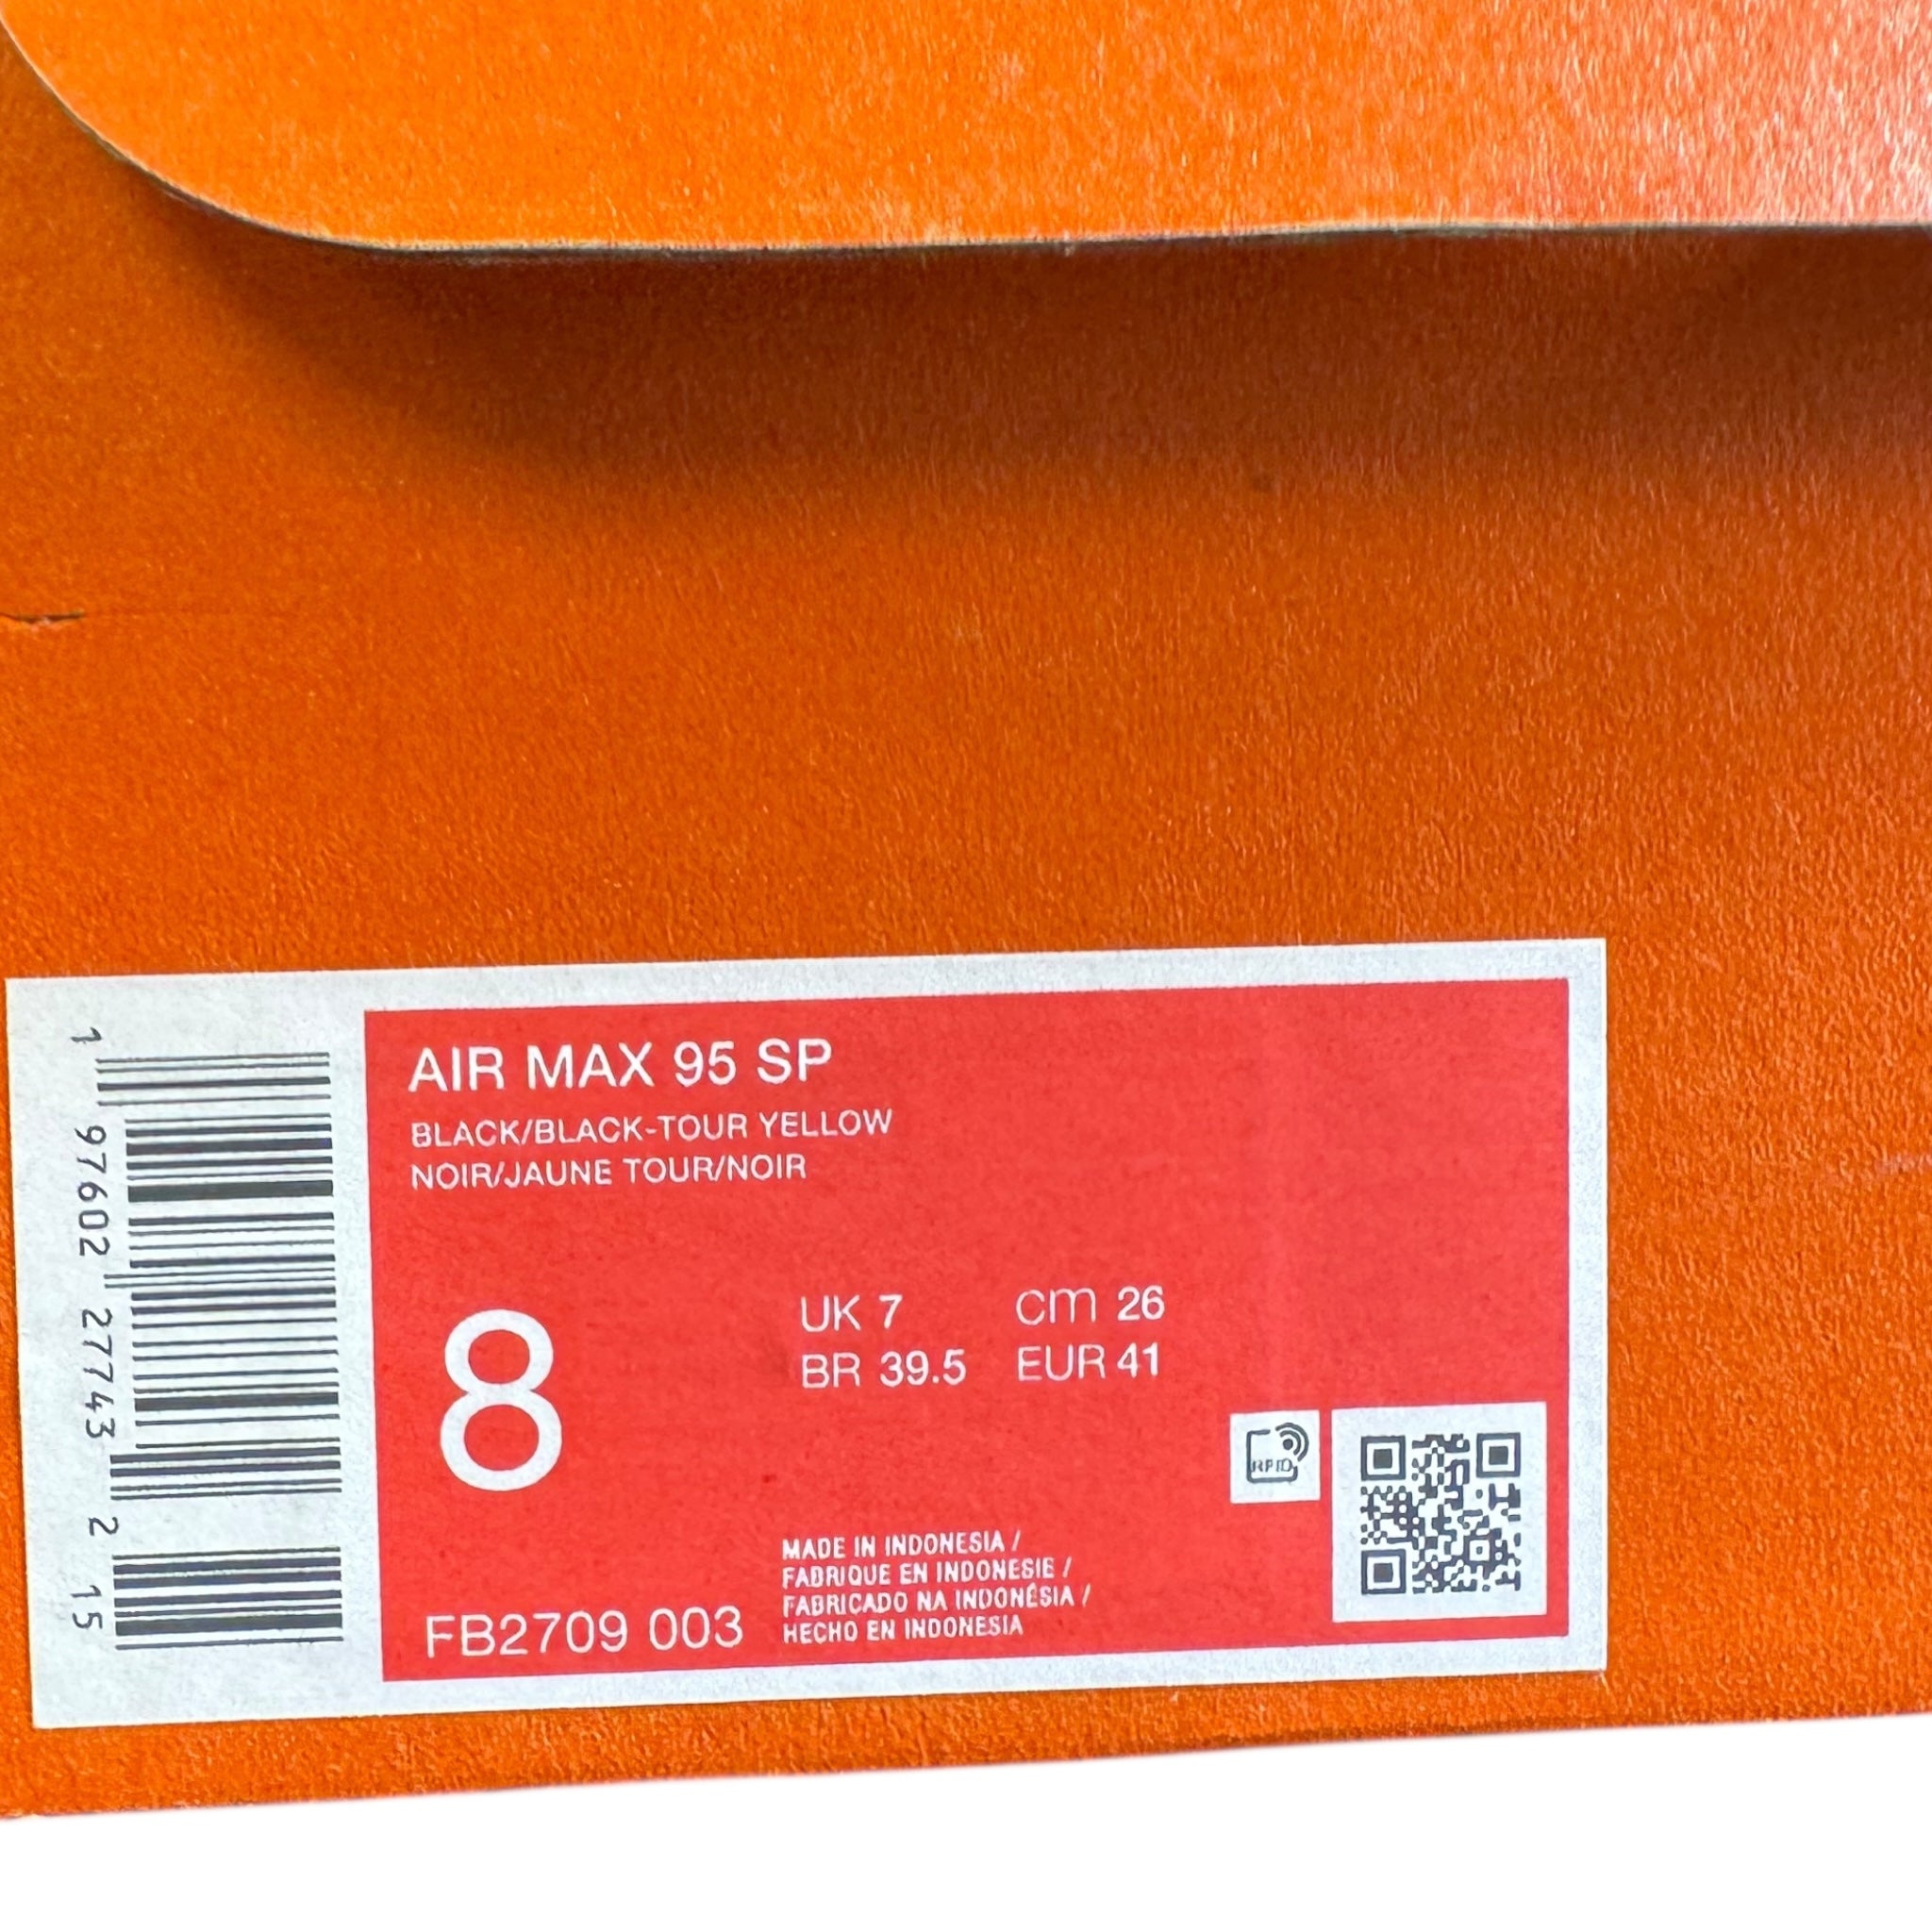 1 97602 27743 2 15
AIR MAX 95 SP
BLACK/BLACK-TOUR YELLOW
NOIR/JAUNE TOUR/NOIR
8
UK 7 cm 26
BR 39.5 EUR 41
RFID
MADE IN INDONESIA /
FABRIQUE EN INDONESIE /
FABRICADO NA INDONÉSIA /
HECHO EN INDONESIA
FB2709 003